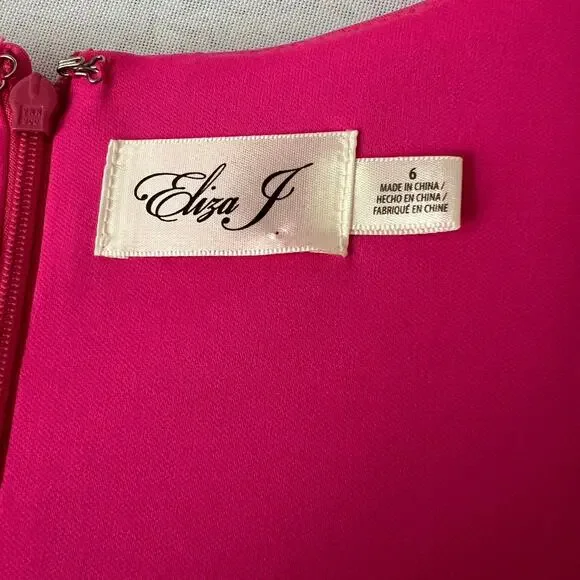 Eliza J
6
MADE IN CHINA /
HECHO EN CHINA /
FABRIQUÉ EN CHINE